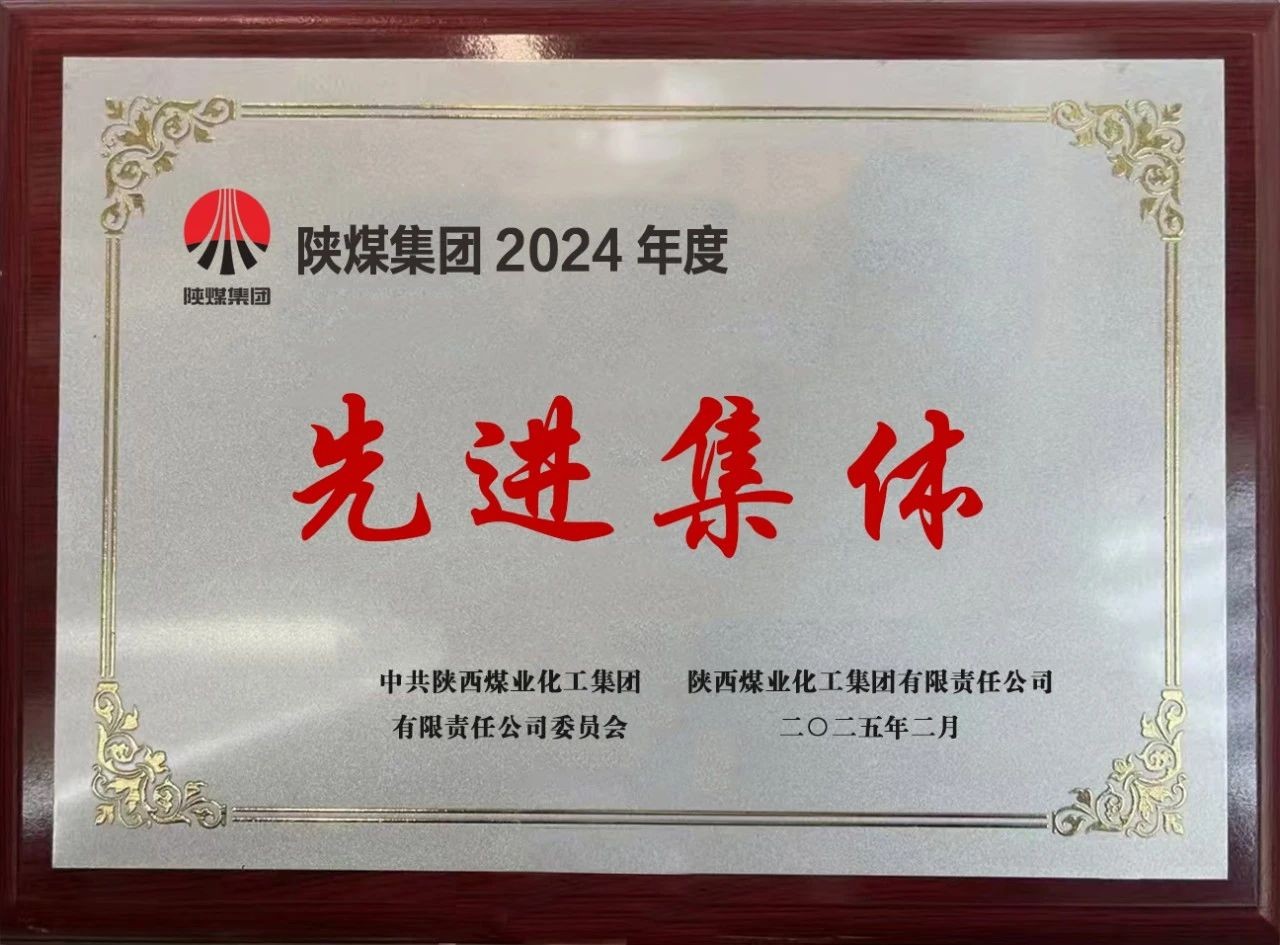 陕煤集团 2024 年度
陕煤集团
先进集体
中共陕西煤业化工集团
有限责任公司委员会
陕西煤业化工集团有限责任公司
二〇二五年二月